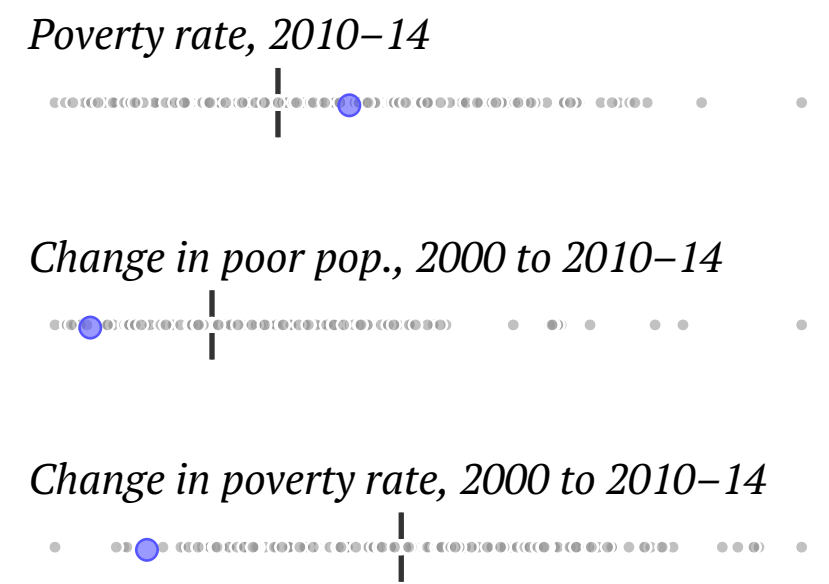 Poverty rate, 2010–14
Change in poor pop., 2000 to 2010–14
Change in poverty rate, 2000 to 2010–14